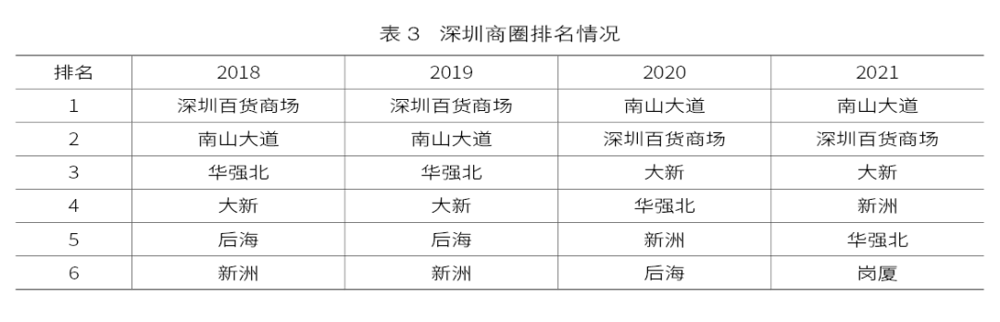 表 3 深圳商圈排名情况
排名 2018 2019 2020 2021
1 深圳百货商场 深圳百货商场 南山大道 南山大道
2 南山大道 南山大道 深圳百货商场 深圳百货商场
3 华强北 华强北 大新 大新
4 大新 大新 华强北 新洲
5 后海 后海 新洲 华强北
6 新洲 新洲 后海 岗厦